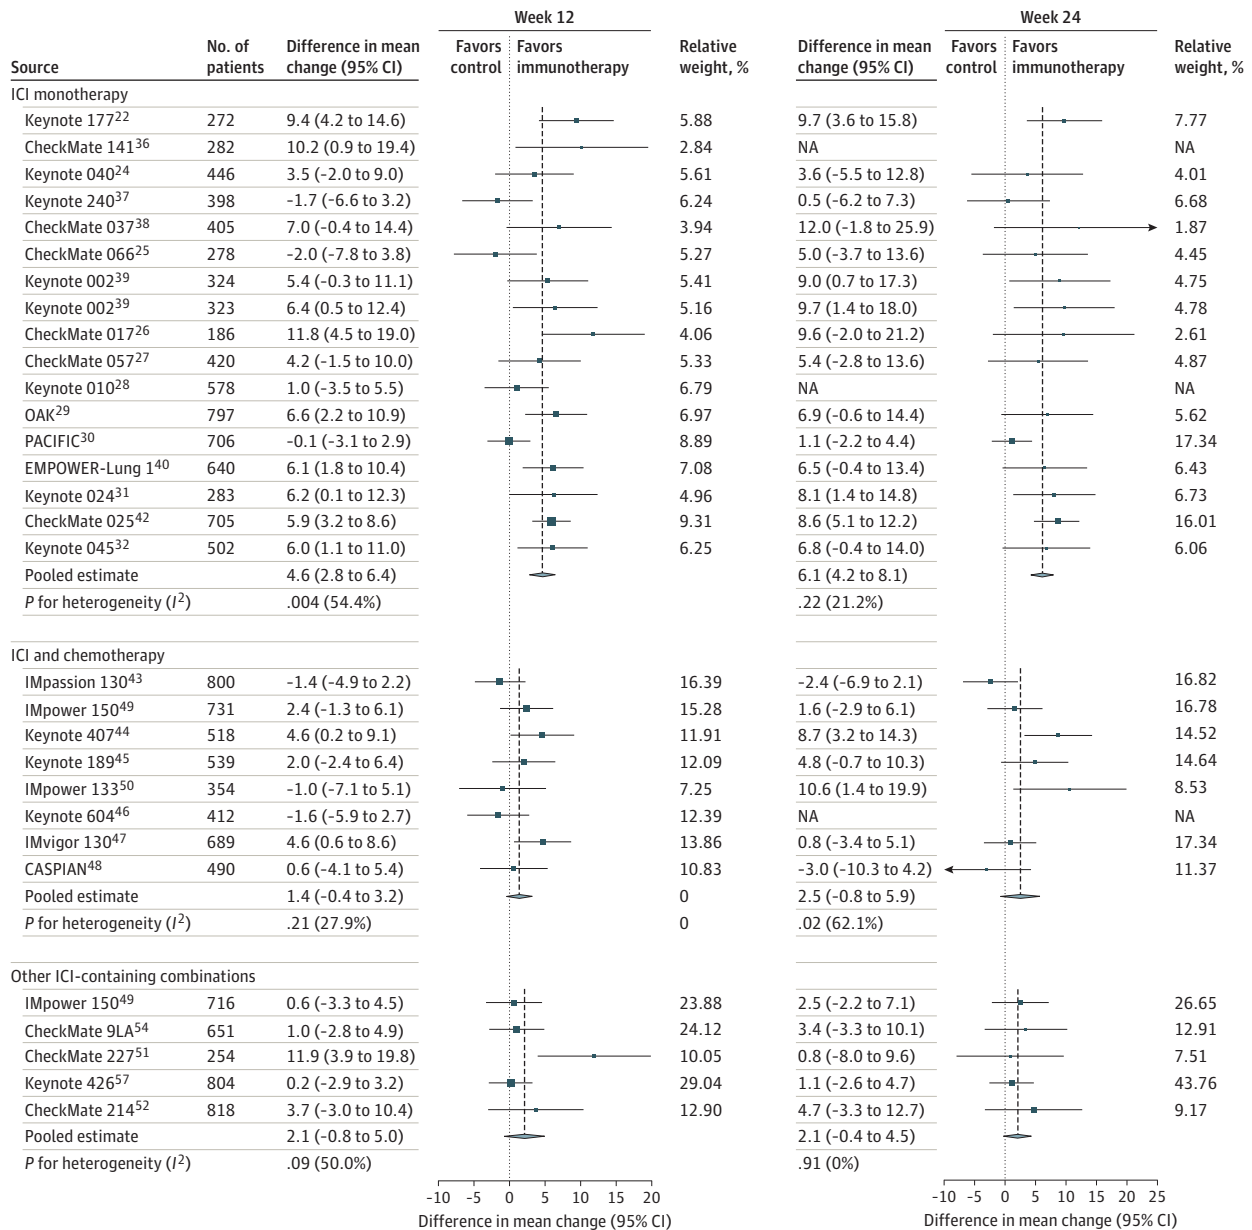 Week 12 Week 24
No. of Difference in mean Favors Favors Relative Difference in mean Favors Favors Relative
Source patients change (95% CI) control immunotherapy weight, % change (95% CI) control immunotherapy weight, %
ICI monotherapy
Keynote 177²² 272 9.4 (4.2 to 14.6) 5.88 9.7 (3.6 to 15.8) 7.77
CheckMate 141³⁶ 282 10.2 (0.9 to 19.4) 2.84 NA NA
Keynote 040²⁴ 446 3.5 (-2.0 to 9.0) 5.61 3.6 (-5.5 to 12.8) 4.01
Keynote 240³⁷ 398 -1.7 (-6.6 to 3.2) 6.24 0.5 (-6.2 to 7.3) 6.68
CheckMate 037³⁸ 405 7.0 (-0.4 to 14.4) 3.94 12.0 (-1.8 to 25.9) 1.87
CheckMate 066²⁵ 278 -2.0 (-7.8 to 3.8) 5.27 5.0 (-3.7 to 13.6) 4.45
Keynote 002³⁹ 324 5.4 (-0.3 to 11.1) 5.41 9.0 (0.7 to 17.3) 4.75
Keynote 002³⁹ 323 6.4 (0.5 to 12.4) 5.16 9.7 (1.4 to 18.0) 4.78
CheckMate 017²⁶ 186 11.8 (4.5 to 19.0) 4.06 9.6 (-2.0 to 21.2) 2.61
CheckMate 057²⁷ 420 4.2 (-1.5 to 10.0) 5.33 5.4 (-2.8 to 13.6) 4.87
Keynote 010²⁸ 578 1.0 (-3.5 to 5.5) 6.79 NA NA
OAK²⁹ 797 6.6 (2.2 to 10.9) 6.97 6.9 (-0.6 to 14.4) 5.62
PACIFIC³⁰ 706 -0.1 (-3.1 to 2.9) 8.89 1.1 (-2.2 to 4.4) 17.34
EMPOWER-Lung 1⁴⁰ 640 6.1 (1.8 to 10.4) 7.08 6.5 (-0.4 to 13.4) 6.43
Keynote 024³¹ 283 6.2 (0.1 to 12.3) 4.96 8.1 (1.4 to 14.8) 6.73
CheckMate 025⁴² 705 5.9 (3.2 to 8.6) 9.31 8.6 (5.1 to 12.2) 16.01
Keynote 045³² 502 6.0 (1.1 to 11.0) 6.25 6.8 (-0.4 to 14.0) 6.06
Pooled estimate 4.6 (2.8 to 6.4) 6.1 (4.2 to 8.1)
P for heterogeneity (I²) .004 (54.4%) .22 (21.2%)
ICI and chemotherapy
IMpassion 130⁴³ 800 -1.4 (-4.9 to 2.2) 16.39 -2.4 (-6.9 to 2.1) 16.82
IMpower 150⁴⁹ 731 2.4 (-1.3 to 6.1) 15.28 1.6 (-2.9 to 6.1) 16.78
Keynote 407⁴⁴ 518 4.6 (0.2 to 9.1) 11.91 8.7 (3.2 to 14.3) 14.52
Keynote 189⁴⁵ 539 2.0 (-2.4 to 6.4) 12.09 4.8 (-0.7 to 10.3) 14.64
IMpower 133⁵⁰ 354 -1.0 (-7.1 to 5.1) 7.25 10.6 (1.4 to 19.9) 8.53
Keynote 604⁴⁶ 412 -1.6 (-5.9 to 2.7) 12.39 NA NA
IMvigor 130⁴⁷ 689 4.6 (0.6 to 8.6) 13.86 0.8 (-3.4 to 5.1) 17.34
CASPIAN⁴⁸ 490 0.6 (-4.1 to 5.4) 10.83 -3.0 (-10.3 to 4.2) 11.37
Pooled estimate 1.4 (-0.4 to 3.2) 0 2.5 (-0.8 to 5.9)
P for heterogeneity (I²) .21 (27.9%) 0 .02 (62.1%)
Other ICI-containing combinations
IMpower 150⁴⁹ 716 0.6 (-3.3 to 4.5) 23.88 2.5 (-2.2 to 7.1) 26.65
CheckMate 9LA⁵⁴ 651 1.0 (-2.8 to 4.9) 24.12 3.4 (-3.3 to 10.1) 12.91
CheckMate 227⁵¹ 254 11.9 (3.9 to 19.8) 10.05 0.8 (-8.0 to 9.6) 7.51
Keynote 426⁵⁷ 804 0.2 (-2.9 to 3.2) 29.04 1.1 (-2.6 to 4.7) 43.76
CheckMate 214⁵² 818 3.7 (-3.0 to 10.4) 12.90 4.7 (-3.3 to 12.7) 9.17
Pooled estimate 2.1 (-0.8 to 5.0) 2.1 (-0.4 to 4.5)
P for heterogeneity (I²) .09 (50.0%) .91 (0%)
-10 -5 0 5 10 15 20 -10 -5 0 5 10 15 20 25
Difference in mean change (95% CI) Difference in mean change (95% CI)